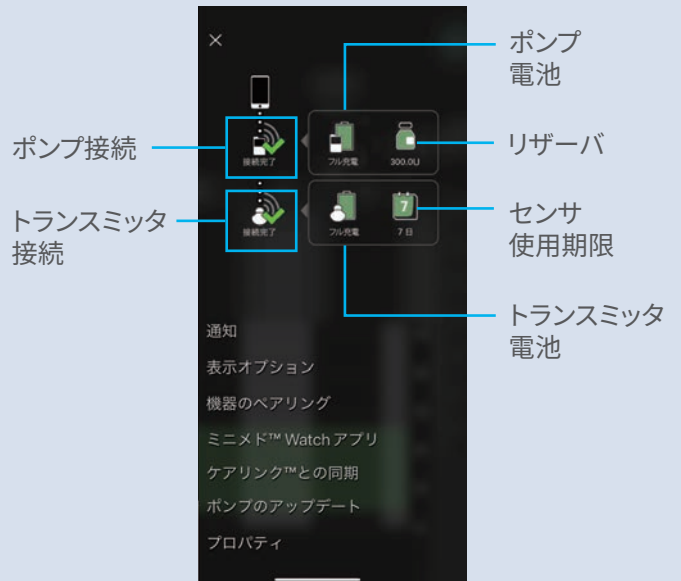 ポンプ
電池
ポンプ接続
リザーバ
接続完了
フル充電
300.0U
トランスミッタ
接続
センサ
使用期限
接続完了
フル充電
7
7 日
トランスミッタ
電池
通知
表示オプション
機器のペアリング
ミニメド™ Watch アプリ
ケアリンク™との同期
ポンプのアップデート
プロパティ